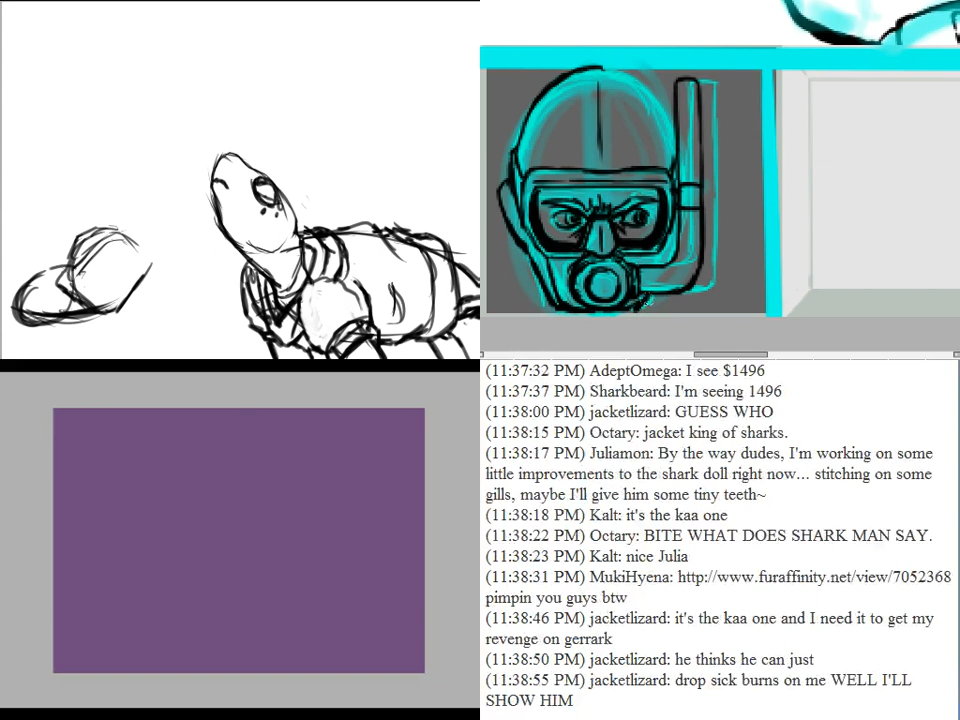 (11:37:32 PM) AdeptOmega: I see $1496
(11:37:37 PM) Sharkbeard: I'm seeing 1496
(11:38:00 PM) jacketlizard: GUESS WHO
(11:38:15 PM) Octary: jacket king of sharks.
(11:38:17 PM) Juliamon: By the way dudes, I'm working on some
little improvements to the shark doll right now... stitching on some
gills, maybe I'll give him some tiny teeth~
(11:38:18 PM) Kalt: it's the kaa one
(11:38:22 PM) Octary: BITE WHAT DOES SHARK MAN SAY.
(11:38:23 PM) Kalt: nice Julia
(11:38:31 PM) MukiHyena: http://www.furaffinity.net/view/7052368
pimpin you guys btw
(11:38:46 PM) jacketlizard: it's the kaa one and I need it to get my
revenge on gerrark
(11:38:50 PM) jacketlizard: he thinks he can just
(11:38:55 PM) jacketlizard: drop sick burns on me WELL I'LL
SHOW HIM